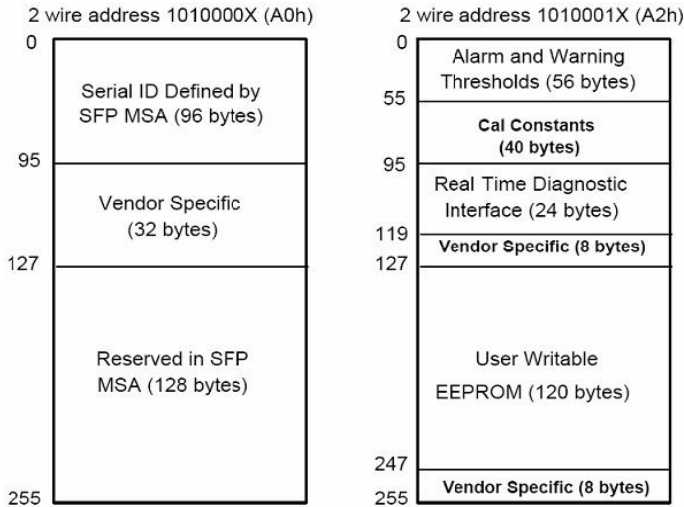 2 wire address 1010000X (A0h)
0
Serial ID Defined by
SFP MSA (96 bytes)
95
Vendor Specific
(32 bytes)
127
Reserved in SFP
MSA (128 bytes)
255
2 wire address 1010001X (A2h)
0
Alarm and Warning
Thresholds (56 bytes)
55
Cal Constants
(40 bytes)
95
Real Time Diagnostic
Interface (24 bytes)
119
Vendor Specific (8 bytes)
127
User Writable
EEPROM (120 bytes)
247
Vendor Specific (8 bytes)
255